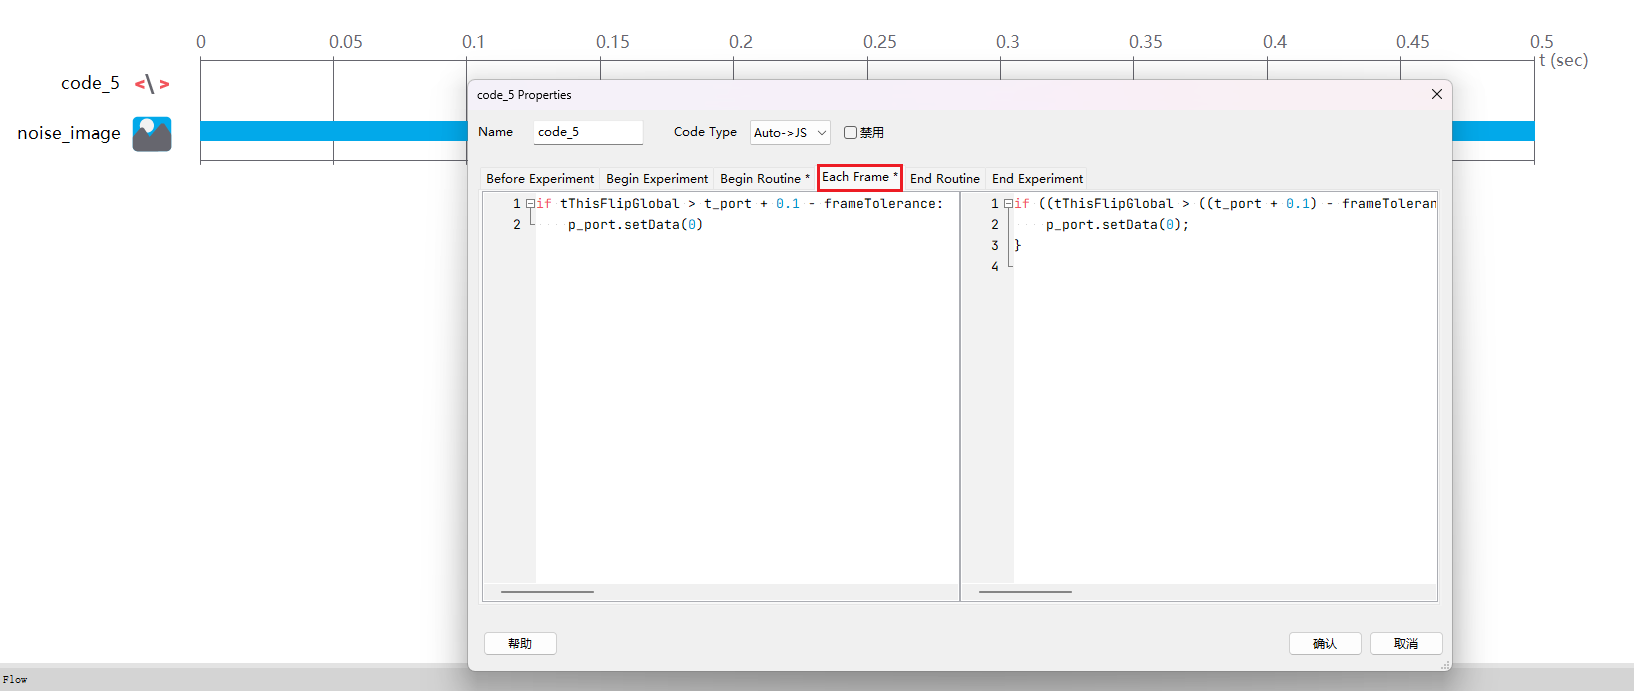 0 0.05 0.1 0.15 0.2 0.25 0.3 0.35 0.4 0.45 0.5
t (sec)
code_5
noise_image
code_5 Properties
Name code_5 Code Type Auto->JS 禁用
Before Experiment Begin Experiment Begin Routine * Each Frame * End Routine End Experiment
1 if tThisFlipGlobal > t_port + 0.1 - frameTolerance:
2 p_port.setData(0)
1 if ((tThisFlipGlobal > ((t_port + 0.1) - frameToleran
2 p_port.setData(0);
3 }
4
帮助 确认 取消
Flow